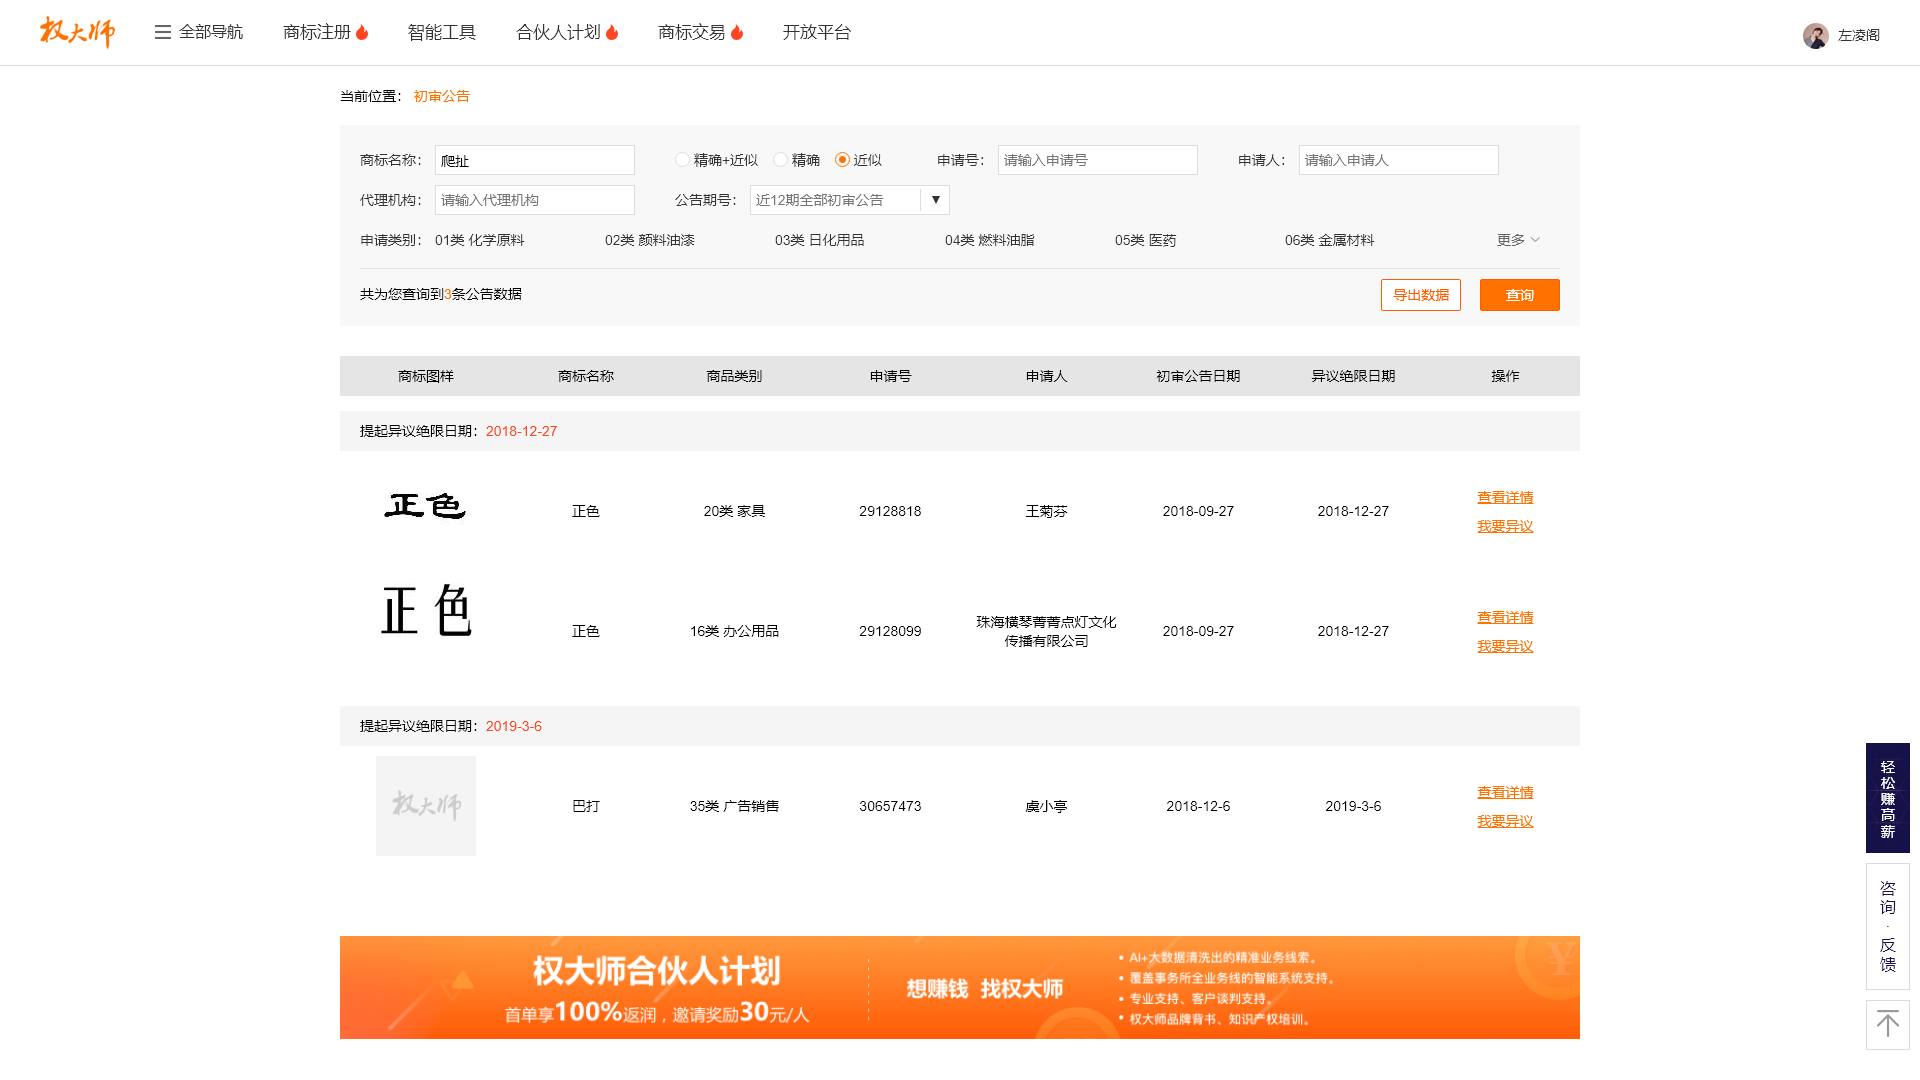 权大师 全部导航 商标注册 智能工具 合伙人计划 商标交易 开放平台 左凌阁
当前位置： 初审公告
商标名称： 爬扯 精确+近似 精确 近似 申请号： 请输入申请号 申请人： 请输入申请人
代理机构： 请输入代理机构 公告期号： 近12期全部初审公告
申请类别： 01类 化学原料 02类 颜料油漆 03类 日化用品 04类 燃料油脂 05类 医药 06类 金属材料 更多
共为您查询到3条公告数据 导出数据 查询
商标图样 商标名称 商品类别 申请号 申请人 初审公告日期 异议绝限日期 操作
提起异议绝限日期：2018-12-27
正色 正色 20类 家具 29128818 王菊芬 2018-09-27 2018-12-27 查看详情
我要异议
正色 正色 16类 办公用品 29128099 珠海横琴菁菁点灯文化 2018-09-27 2018-12-27 查看详情
传播有限公司 我要异议
提起异议绝限日期：2019-3-6
权大师 巴打 35类 广告销售 30657473 虞小亭 2018-12-6 2019-3-6 查看详情
我要异议
轻松赚高薪
咨询·反馈
权大师合伙人计划
首单享100%返润，邀请奖励30元/人
想赚钱 找权大师
• AI+大数据清洗出的精准业务线索。
• 覆盖事务所全业务线的智能系统支持。
• 专业支持、客户谈判支持。
• 权大师品牌背书、知识产权培训。